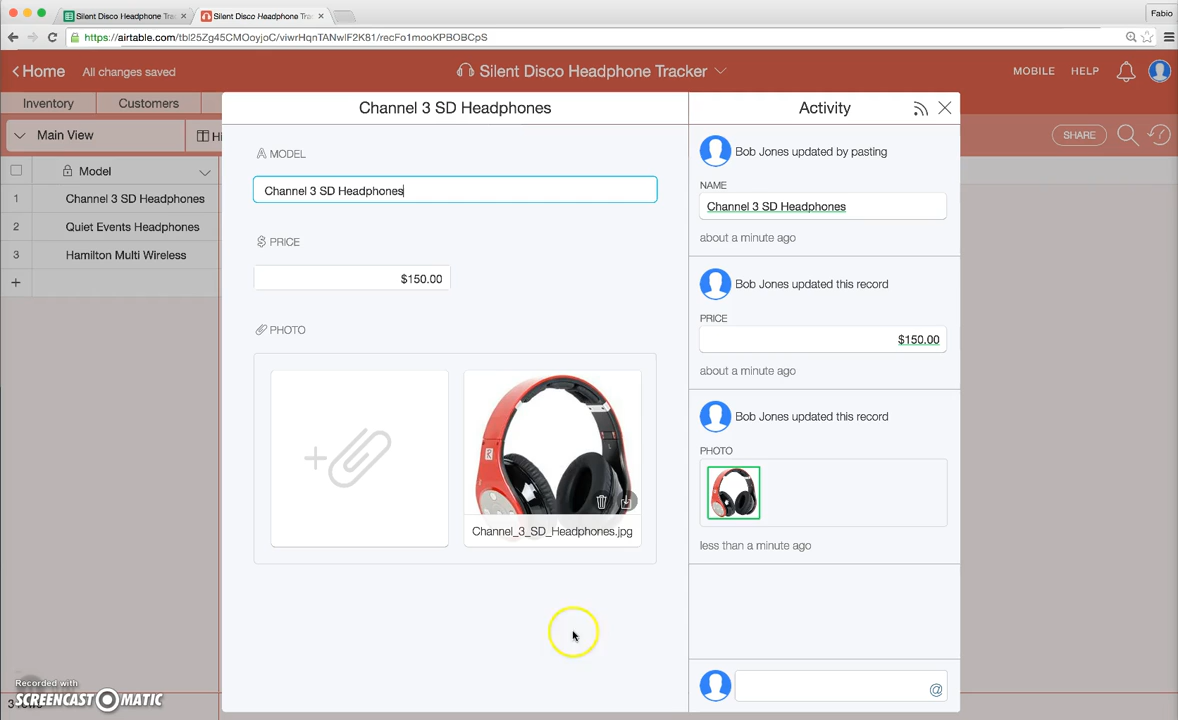 Silent Disco Headphone Tra
Silent Disco Headphone Tra
Fabio
https://airtable.com/tbl25Zg45CMOoyjoC/viwrHqnTANwlF2K81/recFo1mooKPBOBCpS
Home
All changes saved
Silent Disco Headphone Tracker
MOBILE
HELP
Inventory
Customers
Main View
Hi
SHARE
Model
1 Channel 3 SD Headphones
2 Quiet Events Headphones
3 Hamilton Multi Wireless
+
Channel 3 SD Headphones
A MODEL
Channel 3 SD Headphones
$ PRICE
$150.00
PHOTO
+
Channel_3_SD_Headphones.jpg
Activity
Bob Jones updated by pasting
NAME
Channel 3 SD Headphones
about a minute ago
Bob Jones updated this record
PRICE
$150.00
about a minute ago
Bob Jones updated this record
PHOTO
less than a minute ago
@
Recorded with
SCREENCAST-O-MATIC